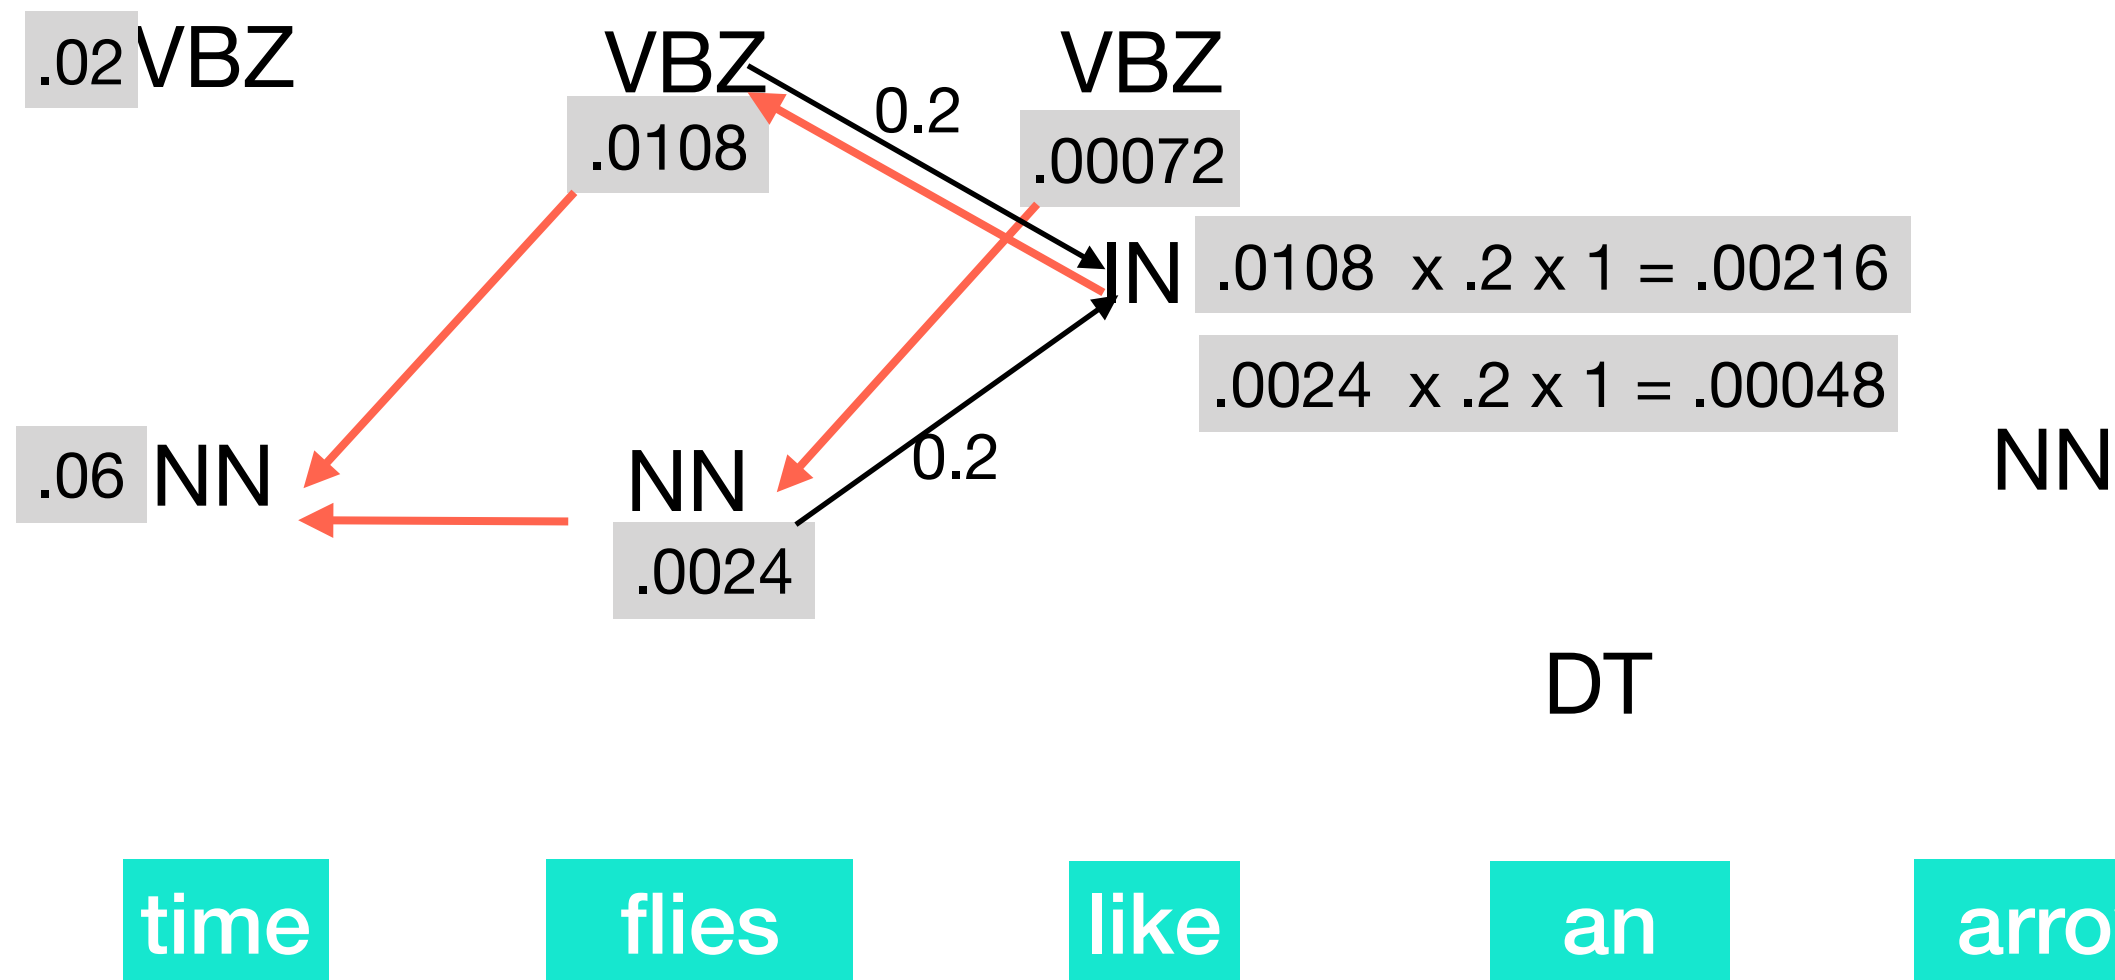 .02 VBZ VBZ VBZ
0.2
.0108 .00072
IN .0108 x .2 x 1 = .00216
.0024 x .2 x 1 = .00048
.06 NN NN 0.2 NN
.0024
DT
time flies like an arro